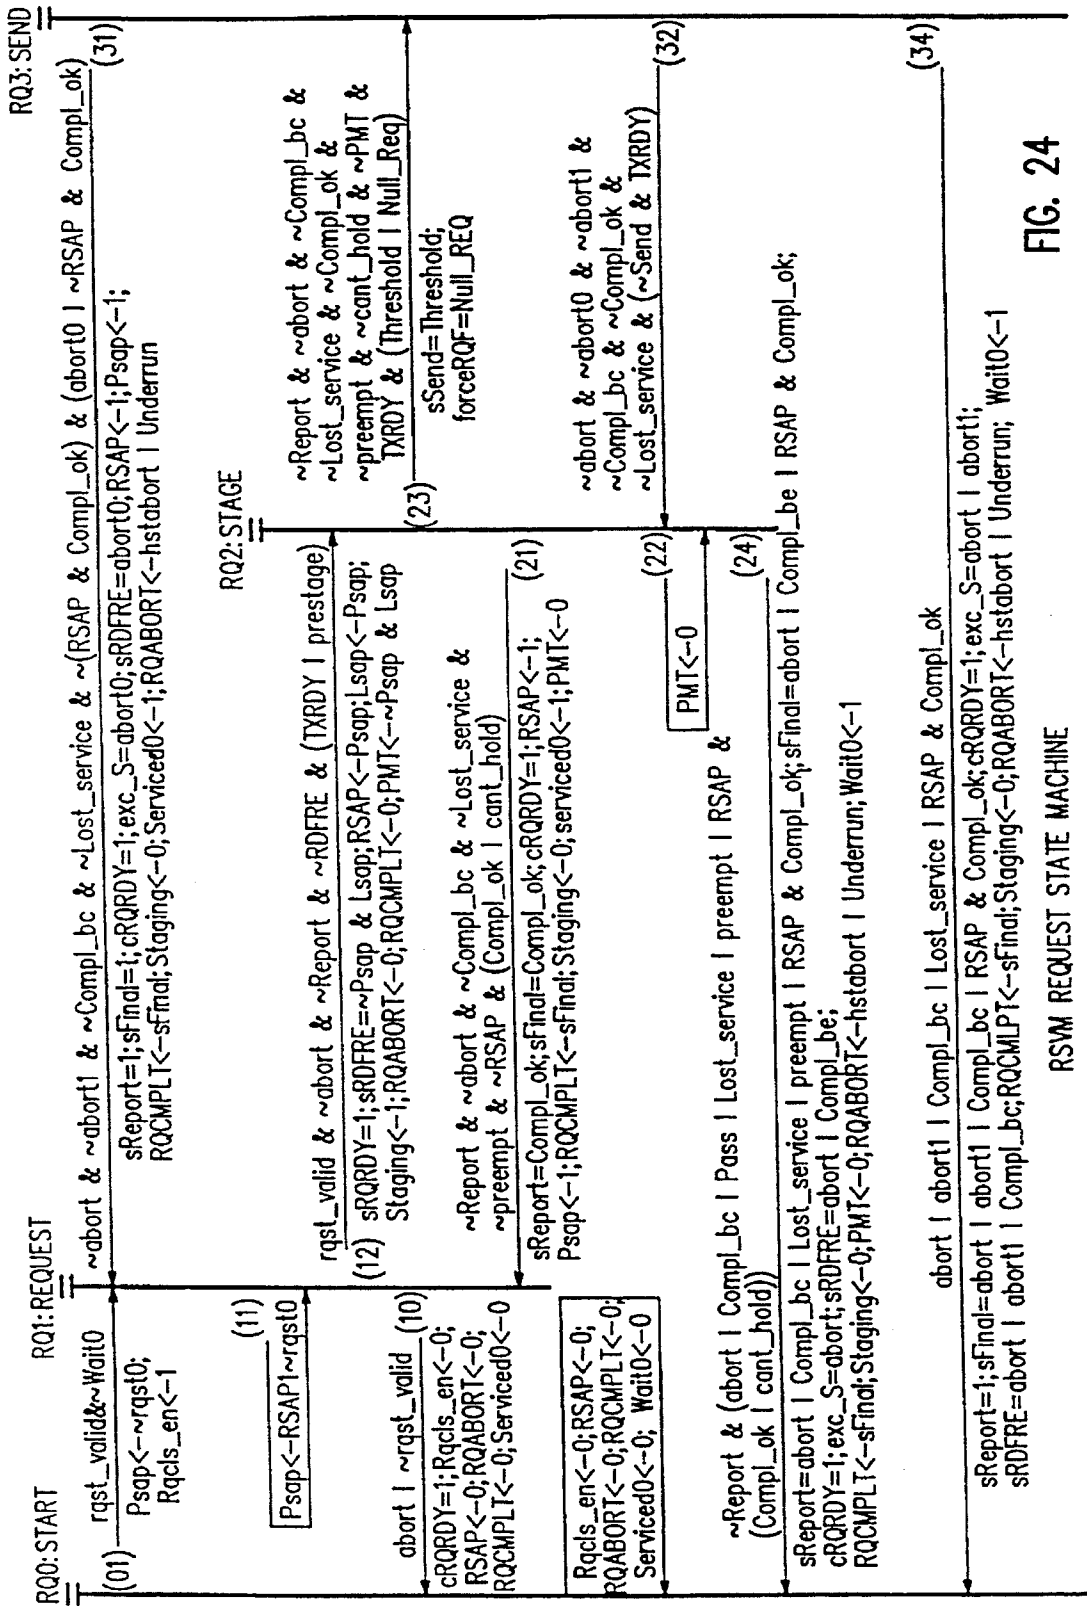 RQ0: START
RQ1: REQUEST
RQ2: STAGE
RQ3: SEND
rqst_valid&~Wait0
(01)
Psap<-~rqst0;
Rqcls_en<-1
(11)
Psap<-RSAP1~rqst0
abort | ~rqst_valid (10)
cRQRDY=1;Rqcls_en<-0;
RSAP<-0;RQABORT<-0;
RQCMPLT<-0;Serviced0<-0
Rqcls_en<-0;RSAP<-0;
RQABORT<-0;RQCMPLT<-0;
Serviced0<-0; Wait0<-0
~abort & ~abort1 & ~Compl_bc & ~Lost_service & ~(RSAP & Compl_ok) & (abort0 | ~RSAP & Compl_ok)
(31)
sReport=1;sFinal=1;cRQRDY=1;exc_S=abort0;sRDFRE=abort0;RSAP<-1;Psap<-1;
RQCMPLT<-sFinal;Staging<-0;Serviced0<-1;RQABORT<-hstabort | Underrun
rqst_valid & ~abort & ~Report & ~RDFRE & (TXRDY | prestage)
(12) sRQRDY=1;sRDFRE=~Psap & Lsap;RSAP<-Psap;Lsap<-Psap;
Staging<-1;RQABORT<-0;RQCMPLT<-0;PMT<-~Psap & Lsap
~Report & ~abort & ~Compl_bc & ~Lost_service &
~preempt & ~RSAP & (Compl_ok | cant_hold)
(21)
sReport=Compl_ok;sFinal=Compl_ok;cRQRDY=1;RSAP<-1;
Psap<-1;RQCMPLT<-sFinal;Staging<-0;serviced0<-1;PMT<-0
~Report & ~abort & ~Compl_bc &
~Lost_service & ~Compl_ok &
~preempt & ~cant_hold & ~PMT &
TXRDY & (Threshold | Null_Req)
(23)
sSend=Threshold;
forceRQF=Null_REQ
~abort & ~abort0 & ~abort1 &
~Compl_bc & ~Compl_ok &
~Lost_service & (~Send & TXRDY)
(32)
(22)
PMT<-0
(24)
~Report & (abort | Compl_bc | Pass | Lost_service | preempt | RSAP &
(Compl_ok | cant_hold))
sReport=abort | Compl_bc | Lost_service | preempt | RSAP & Compl_ok;sFinal=abort | Compl_be | RSAP & Compl_ok;
cRQRDY=1;exc_S=abort;sRDFRE=abort | Compl_be;
RQCMPLT<-sFinal;Staging<-0;PMT<-0;RQABORT<-hstabort | Underrun;Wait0<-1
abort | abort1 | Compl_bc | Lost_service | RSAP & Compl_ok
(34)
sReport=1;sFinal=abort | abort1 | Compl_bc | RSAP & Compl_ok;cRQRDY=1;exc_S=abort | abort1;
sRDFRE=abort | abort1 | Compl_bc;RQCMLPT<-sFinal;Staging<-0;RQABORT<-hstabort | Underrun; Wait0<-1
RSVM REQUEST STATE MACHINE
FIG. 24